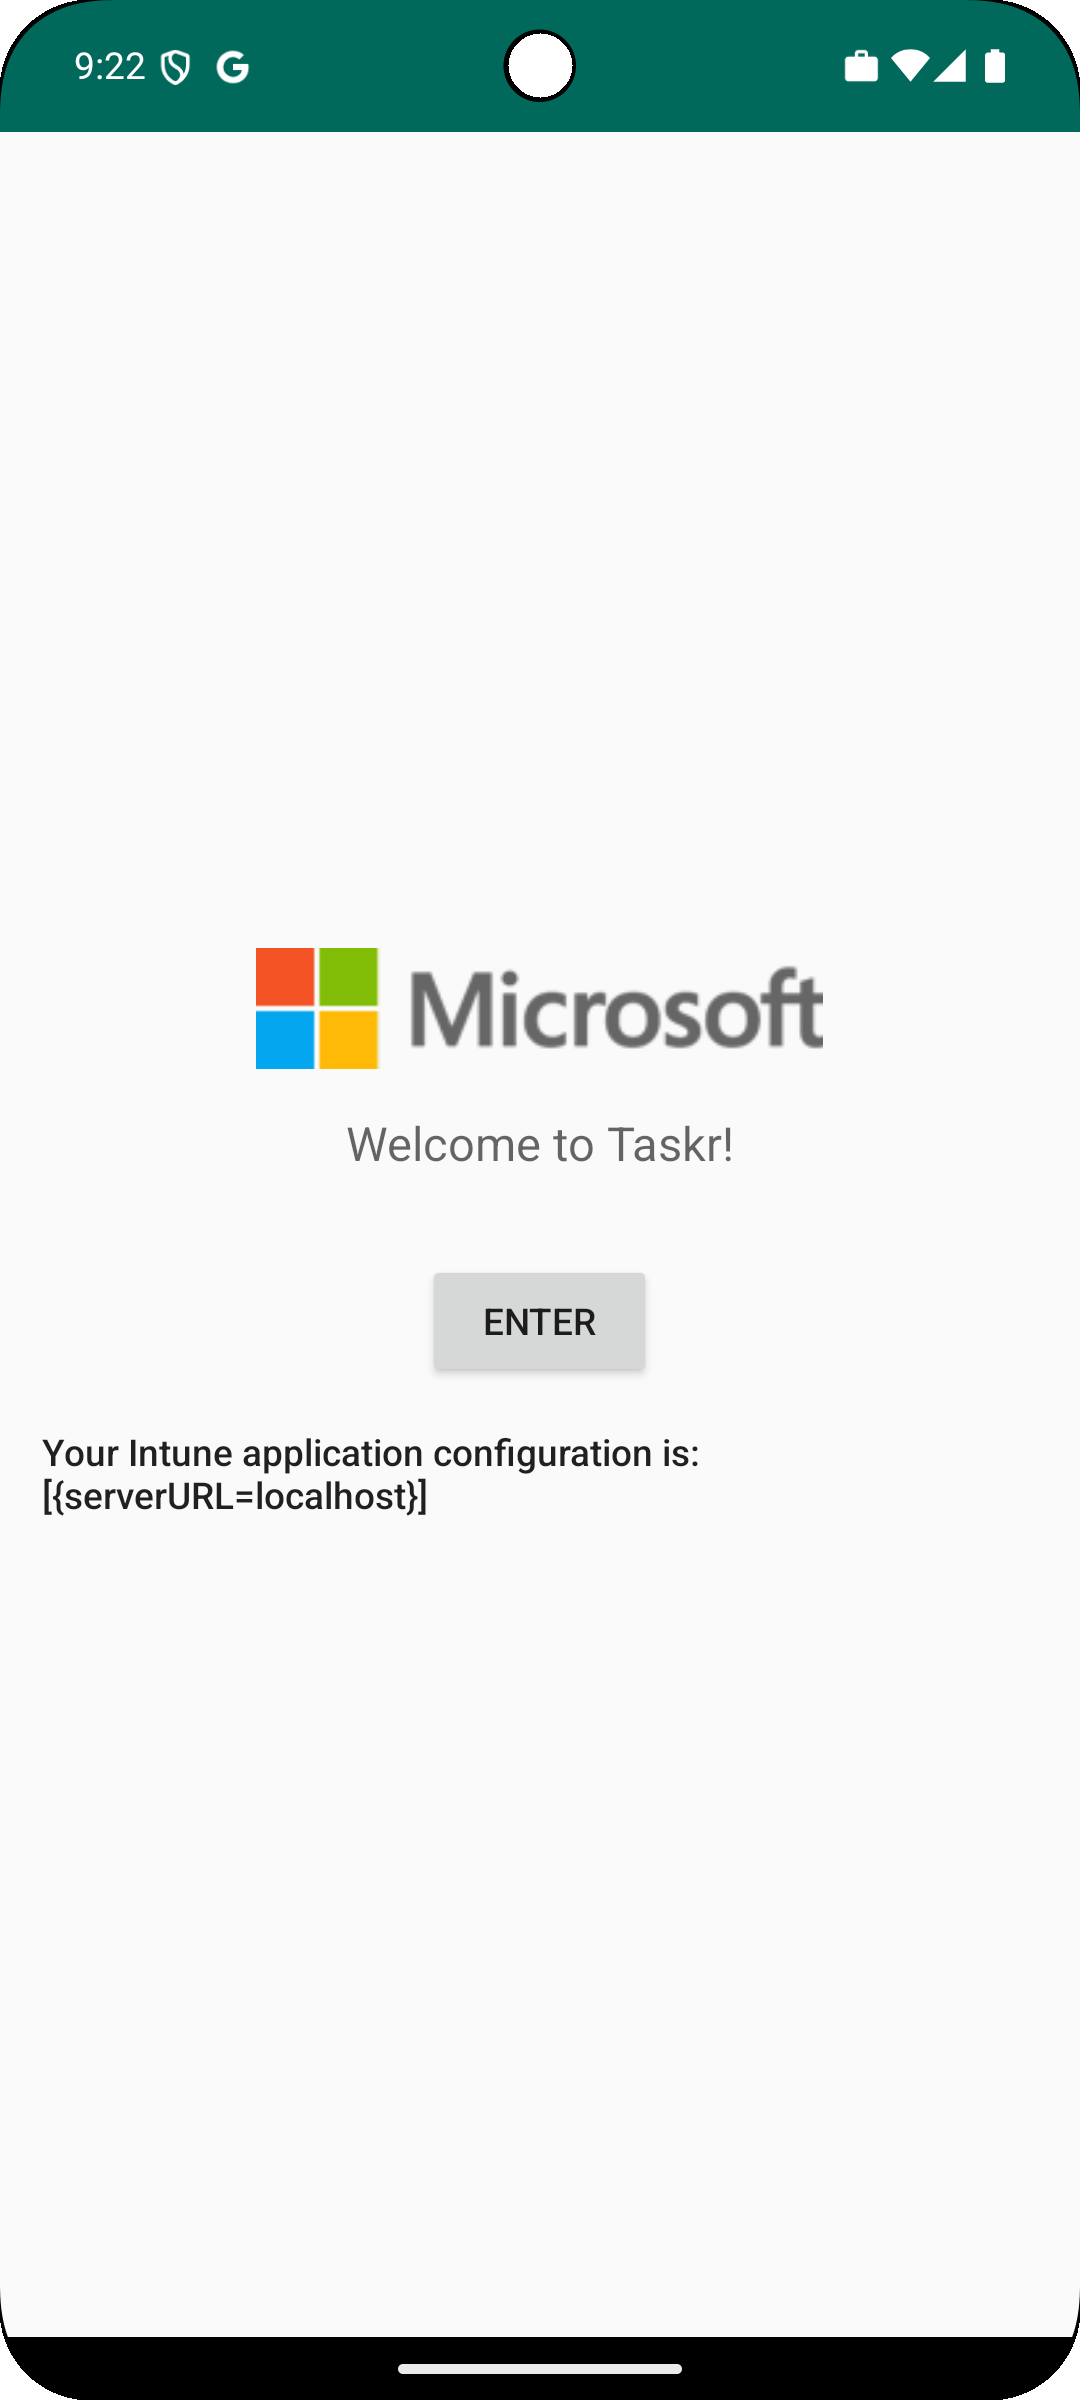 9:22
Microsoft
Welcome to Taskr!
ENTER
Your Intune application configuration is:
[{serverURL=localhost}]